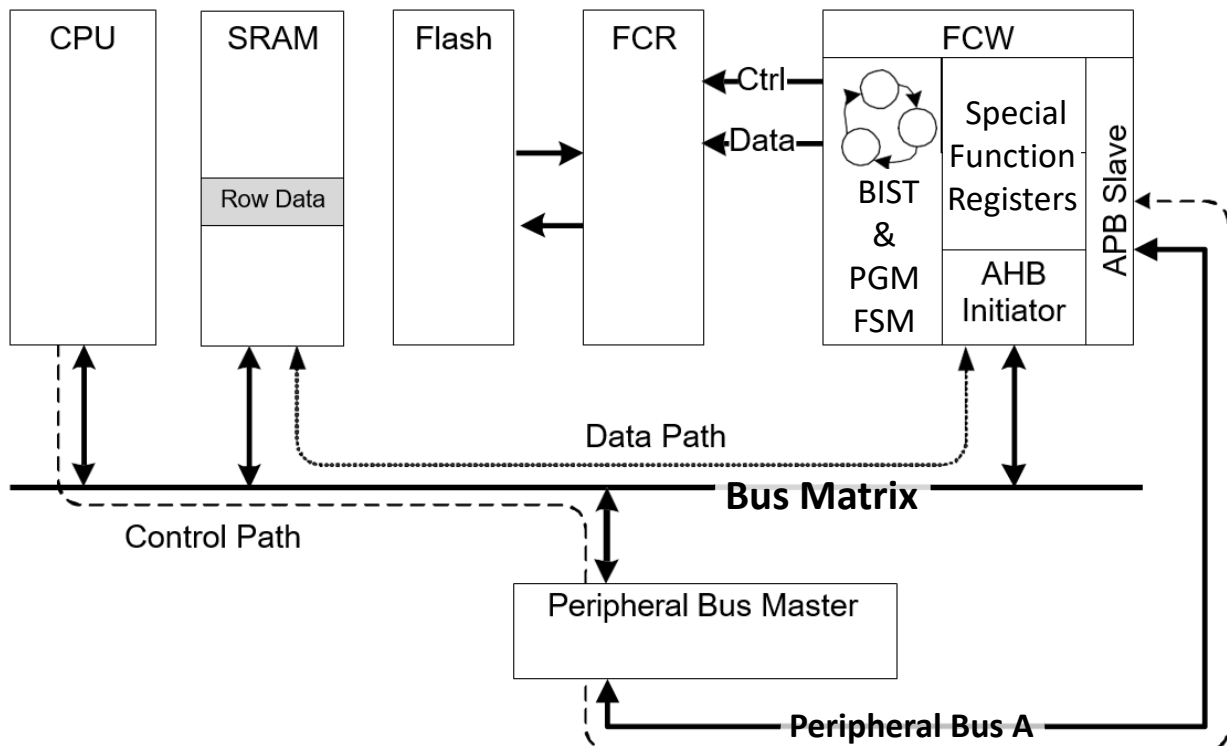 CPU
SRAM
Flash
FCR
FCW
Ctrl
Data
Row Data
BIST
&
PGM
FSM
Special
Function
Registers
AHB
Initiator
APB Slave
Data Path
Bus Matrix
Control Path
Peripheral Bus Master
Peripheral Bus A